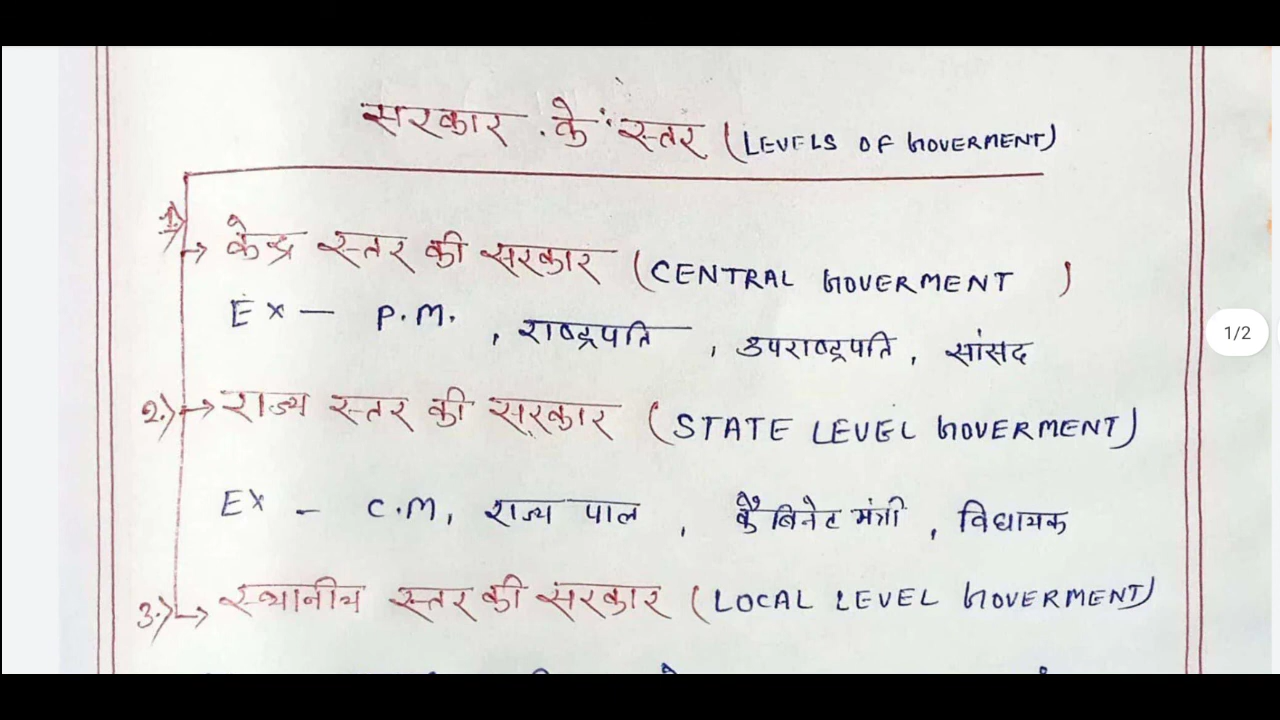 सरकार के स्तर (LEVELS OF GOVERMENT)
1.) → केन्द्र स्तर की सरकार (CENTRAL GOVERMENT )
EX — P.M. , राष्ट्रपति , उपराष्ट्रपति , सांसद
1/2
2.) → राज्य स्तर की सरकार (STATE LEVEL GOVERMENT)
EX - C.M, राज्य पाल , कैबिनेट मंत्री , विधायक
3.) → स्थानीय स्तर की सरकार (LOCAL LEVEL GOVERMENT)